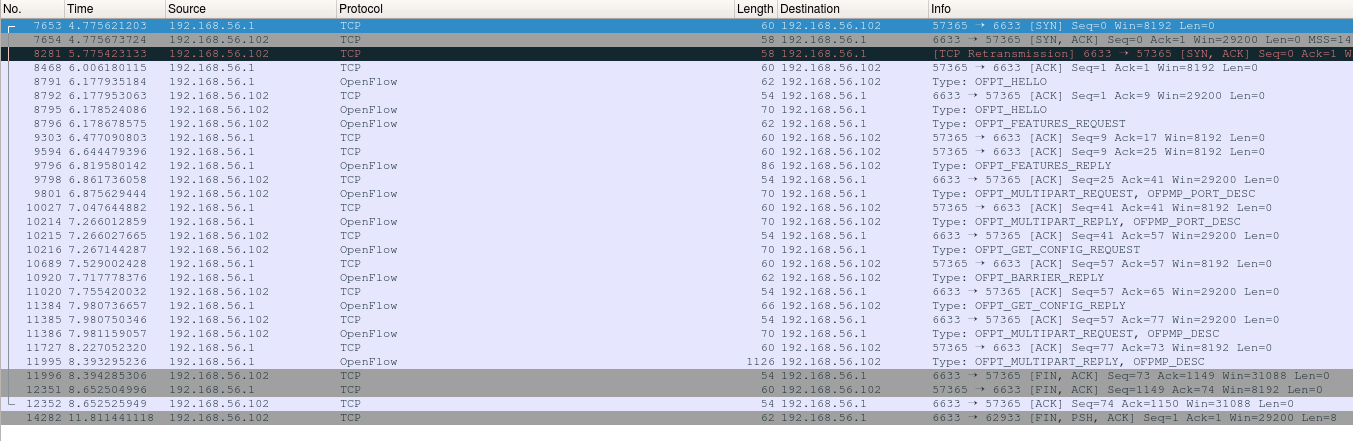 No. Time Source Protocol Length Destination Info
7653 4.775621203 192.168.56.1 TCP 60 192.168.56.102 57365 → 6633 [SYN] Seq=0 Win=8192 Len=0
7654 4.775673724 192.168.56.102 TCP 58 192.168.56.1 6633 → 57365 [SYN, ACK] Seq=0 Ack=1 Win=29200 Len=0 MSS=14
8281 5.775423133 192.168.56.102 TCP 58 192.168.56.1 [TCP Retransmission] 6633 → 57365 [SYN, ACK] Seq=0 Ack=1 W
8468 6.006180115 192.168.56.1 TCP 60 192.168.56.102 57365 → 6633 [ACK] Seq=1 Ack=1 Win=8192 Len=0
8791 6.177935184 192.168.56.1 OpenFlow 62 192.168.56.102 Type: OFPT_HELLO
8792 6.177953063 192.168.56.102 TCP 54 192.168.56.1 6633 → 57365 [ACK] Seq=1 Ack=9 Win=29200 Len=0
8795 6.178524086 192.168.56.102 OpenFlow 70 192.168.56.1 Type: OFPT_HELLO
8796 6.178678575 192.168.56.102 OpenFlow 62 192.168.56.1 Type: OFPT_FEATURES_REQUEST
9303 6.477090803 192.168.56.1 TCP 60 192.168.56.102 57365 → 6633 [ACK] Seq=9 Ack=17 Win=8192 Len=0
9594 6.644479396 192.168.56.1 TCP 60 192.168.56.102 57365 → 6633 [ACK] Seq=9 Ack=25 Win=8192 Len=0
9796 6.819580142 192.168.56.1 OpenFlow 86 192.168.56.102 Type: OFPT_FEATURES_REPLY
9798 6.861736058 192.168.56.102 TCP 54 192.168.56.1 6633 → 57365 [ACK] Seq=25 Ack=41 Win=29200 Len=0
9801 6.875629444 192.168.56.102 OpenFlow 70 192.168.56.1 Type: OFPT_MULTIPART_REQUEST, OFPMP_PORT_DESC
10027 7.047644882 192.168.56.1 TCP 60 192.168.56.102 57365 → 6633 [ACK] Seq=41 Ack=41 Win=8192 Len=0
10214 7.266012859 192.168.56.1 OpenFlow 70 192.168.56.102 Type: OFPT_MULTIPART_REPLY, OFPMP_PORT_DESC
10215 7.266027665 192.168.56.102 TCP 54 192.168.56.1 6633 → 57365 [ACK] Seq=41 Ack=57 Win=29200 Len=0
10216 7.267144287 192.168.56.102 OpenFlow 70 192.168.56.1 Type: OFPT_GET_CONFIG_REQUEST
10689 7.529002428 192.168.56.1 TCP 60 192.168.56.102 57365 → 6633 [ACK] Seq=57 Ack=57 Win=8192 Len=0
10920 7.717778376 192.168.56.1 OpenFlow 62 192.168.56.102 Type: OFPT_BARRIER_REPLY
11020 7.755420032 192.168.56.102 TCP 54 192.168.56.1 6633 → 57365 [ACK] Seq=57 Ack=65 Win=29200 Len=0
11384 7.980736657 192.168.56.1 OpenFlow 66 192.168.56.102 Type: OFPT_GET_CONFIG_REPLY
11385 7.980750346 192.168.56.102 TCP 54 192.168.56.1 6633 → 57365 [ACK] Seq=57 Ack=77 Win=29200 Len=0
11386 7.981159057 192.168.56.102 OpenFlow 70 192.168.56.1 Type: OFPT_MULTIPART_REQUEST, OFPMP_DESC
11727 8.227052320 192.168.56.1 TCP 60 192.168.56.102 57365 → 6633 [ACK] Seq=77 Ack=73 Win=8192 Len=0
11995 8.393295236 192.168.56.1 OpenFlow 1126 192.168.56.102 Type: OFPT_MULTIPART_REPLY, OFPMP_DESC
11996 8.394285306 192.168.56.102 TCP 54 192.168.56.1 6633 → 57365 [FIN, ACK] Seq=73 Ack=1149 Win=31088 Len=0
12351 8.652504996 192.168.56.1 TCP 60 192.168.56.102 57365 → 6633 [FIN, ACK] Seq=1149 Ack=74 Win=8192 Len=0
12352 8.652525949 192.168.56.102 TCP 54 192.168.56.1 6633 → 57365 [ACK] Seq=74 Ack=1150 Win=31088 Len=0
14282 11.811441118 192.168.56.102 TCP 62 192.168.56.1 6633 → 62933 [FIN, PSH, ACK] Seq=1 Ack=1 Win=29200 Len=8